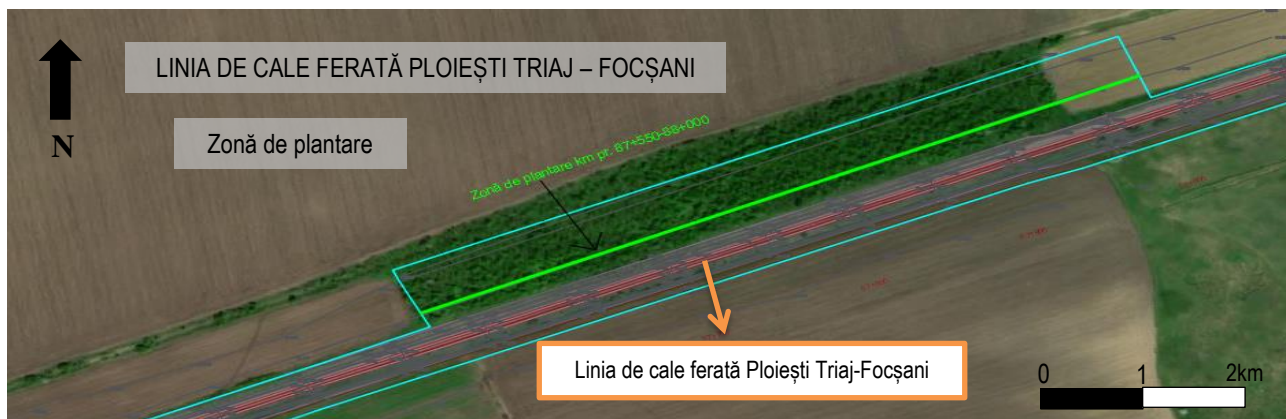 LINIA DE CALE FERATĂ PLOIEȘTI TRIAJ – FOCȘANI
N
Zonă de plantare
Zonă de plantare km pr. 87+550-88+000
Linia de cale ferată Ploiești Triaj-Focșani
0 1 2km